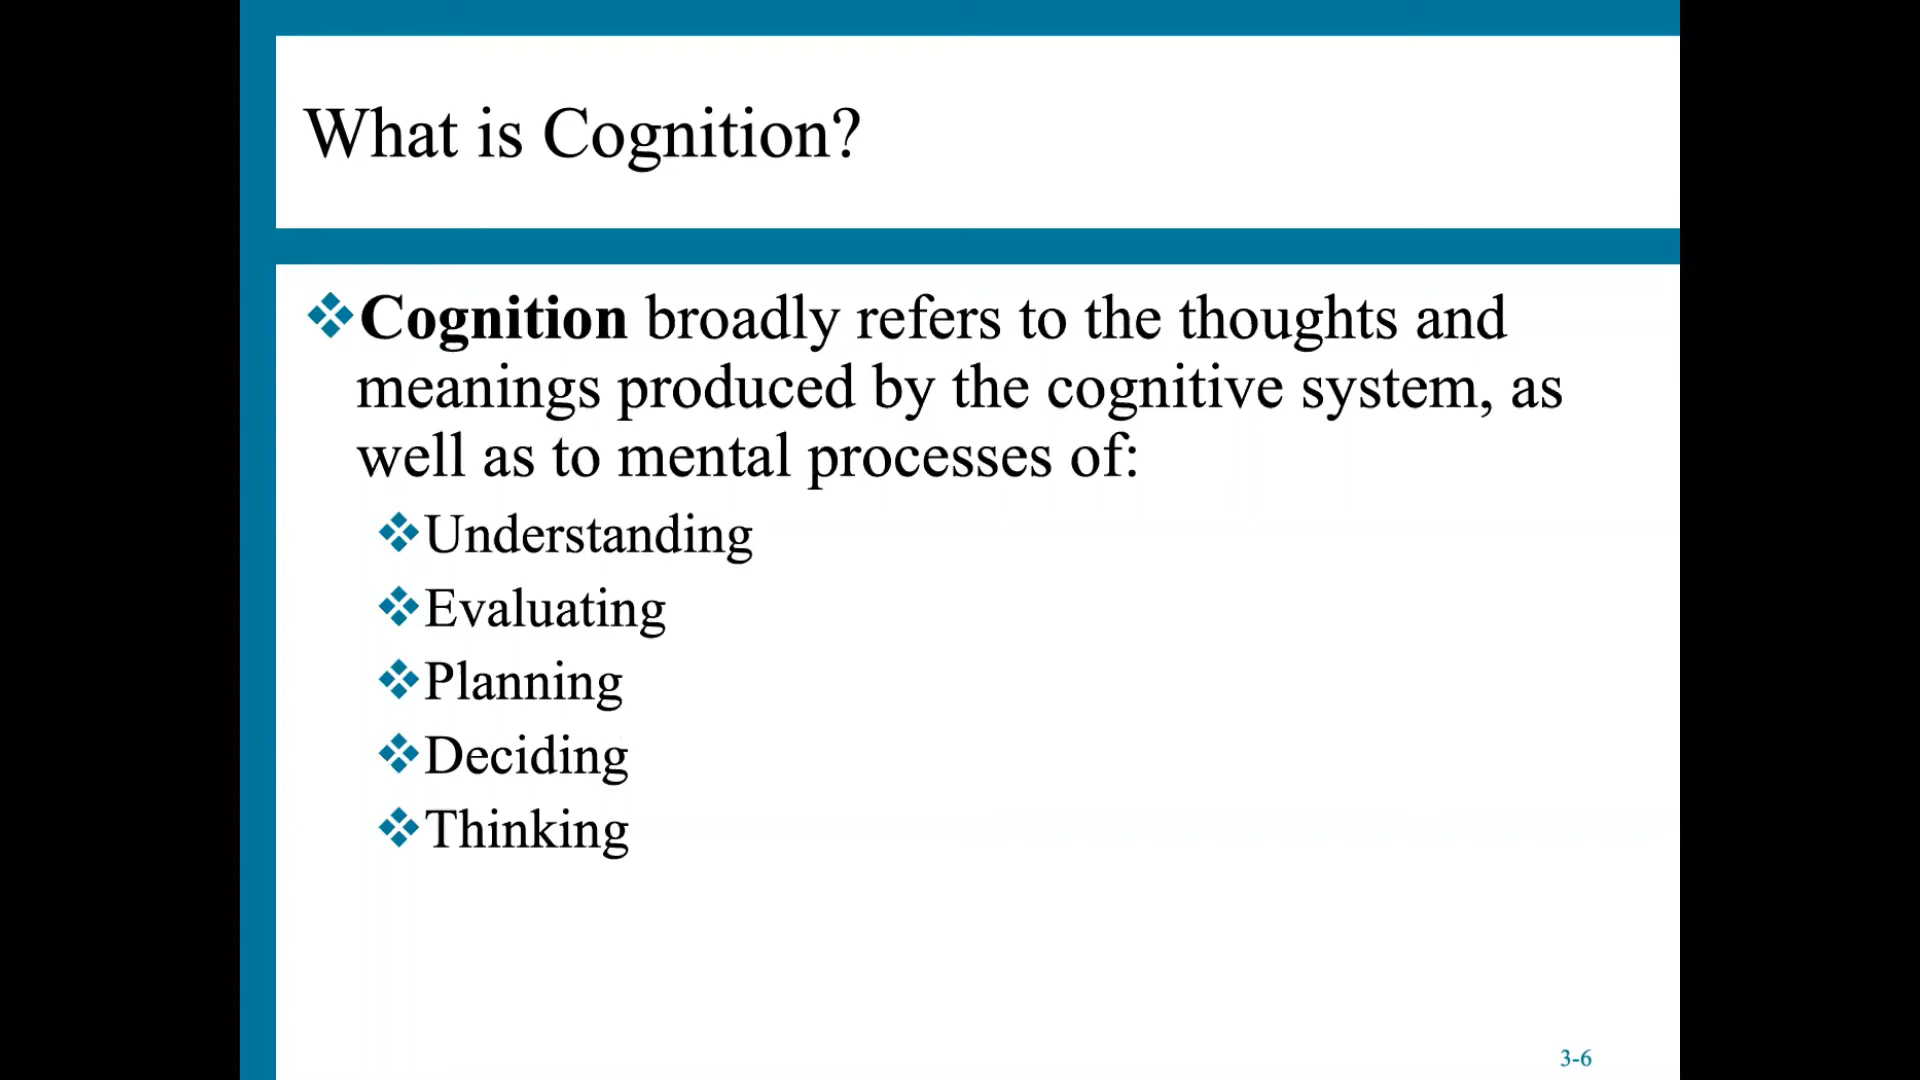 What is Cognition?
❖Cognition broadly refers to the thoughts and
meanings produced by the cognitive system, as
well as to mental processes of:
❖Understanding
❖Evaluating
❖Planning
❖Deciding
❖Thinking
3-6